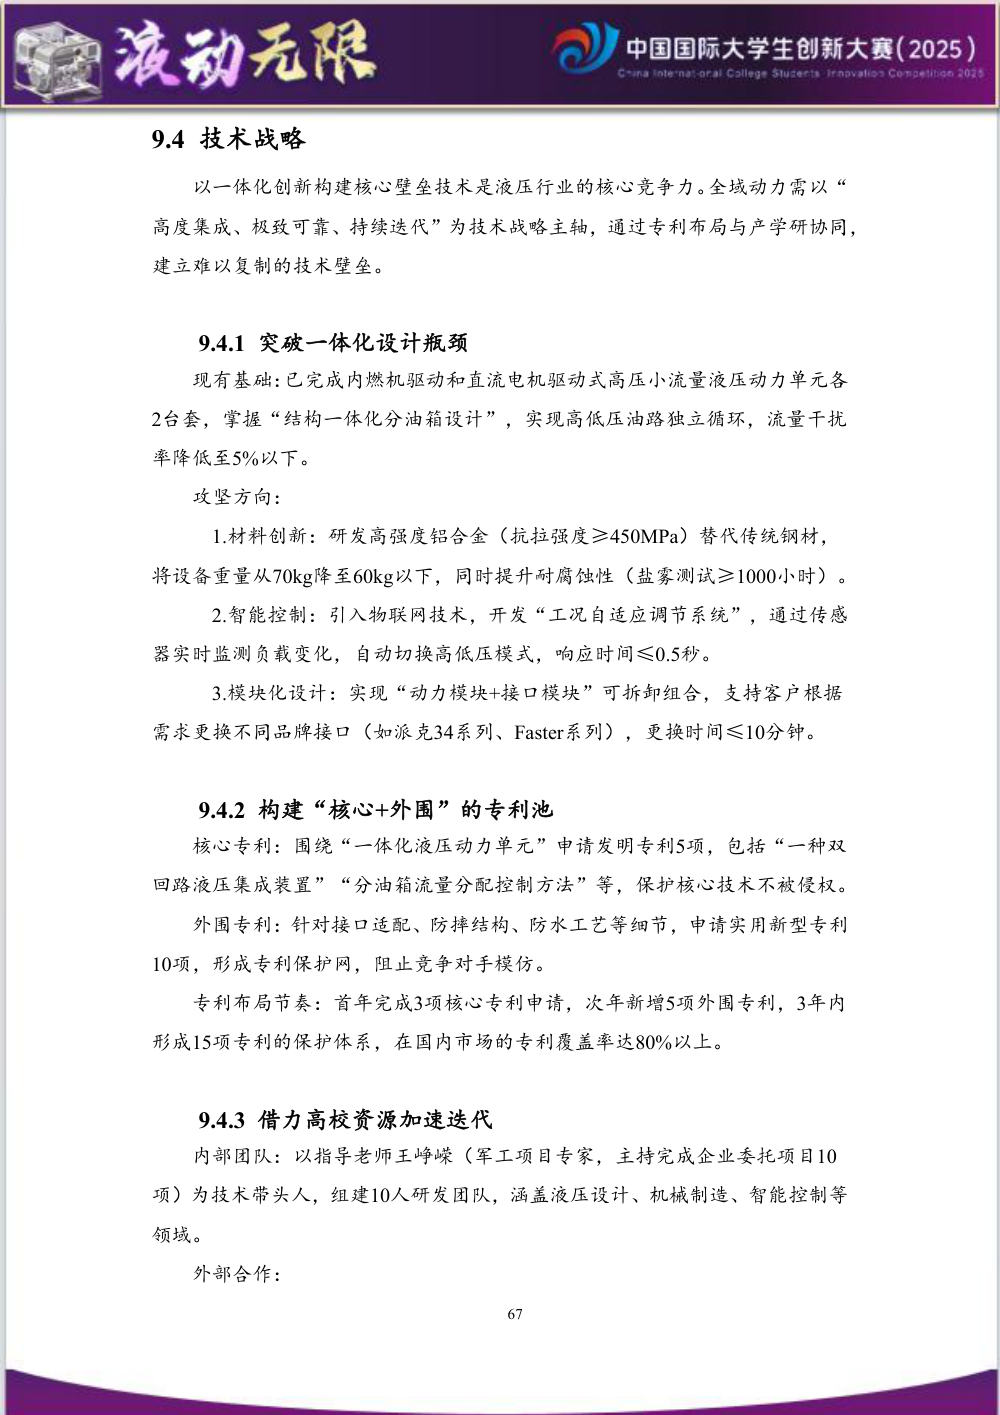 液动无限
中国国际大学生创新大赛(2025)
China International College Students Innovation Competition 2025
9.4 技术战略
以一体化创新构建核心壁垒技术是液压行业的核心竞争力。全域动力需以“
高度集成、极致可靠、持续迭代”为技术战略主轴，通过专利布局与产学研协同，
建立难以复制的技术壁垒。
9.4.1 突破一体化设计瓶颈
现有基础：已完成内燃机驱动和直流电机驱动式高压小流量液压动力单元各
2台套，掌握“结构一体化分油箱设计”，实现高低压油路独立循环，流量干扰
率降低至5%以下。
攻坚方向：
1.材料创新：研发高强度铝合金（抗拉强度≥450MPa）替代传统钢材，
将设备重量从70kg降至60kg以下，同时提升耐腐蚀性（盐雾测试≥1000小时）。
2.智能控制：引入物联网技术，开发“工况自适应调节系统”，通过传感
器实时监测负载变化，自动切换高低压模式，响应时间≤0.5秒。
3.模块化设计：实现“动力模块+接口模块”可拆卸组合，支持客户根据
需求更换不同品牌接口（如派克34系列、Faster系列），更换时间≤10分钟。
9.4.2 构建“核心+外围”的专利池
核心专利：围绕“一体化液压动力单元”申请发明专利5项，包括“一种双
回路液压集成装置”“分油箱流量分配控制方法”等，保护核心技术不被侵权。
外围专利：针对接口适配、防摔结构、防水工艺等细节，申请实用新型专利
10项，形成专利保护网，阻止竞争对手模仿。
专利布局节奏：首年完成3项核心专利申请，次年新增5项外围专利，3年内
形成15项专利的保护体系，在国内市场的专利覆盖率达80%以上。
9.4.3 借力高校资源加速迭代
内部团队：以指导老师王峥嵘（军工项目专家，主持完成企业委托项目10
项）为技术带头人，组建10人研发团队，涵盖液压设计、机械制造、智能控制等
领域。
外部合作：
67